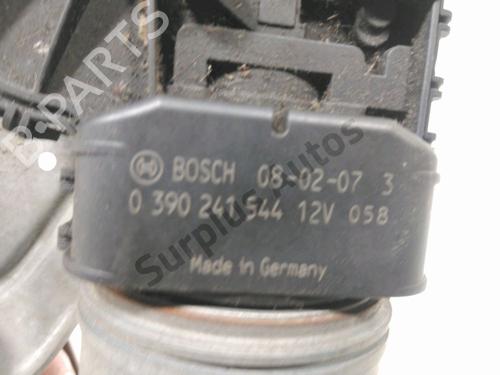 BOSCH 08-02-07 3
0 390 241 544 12V 058
Made in Germany
B-PARTS
Surplus Autos